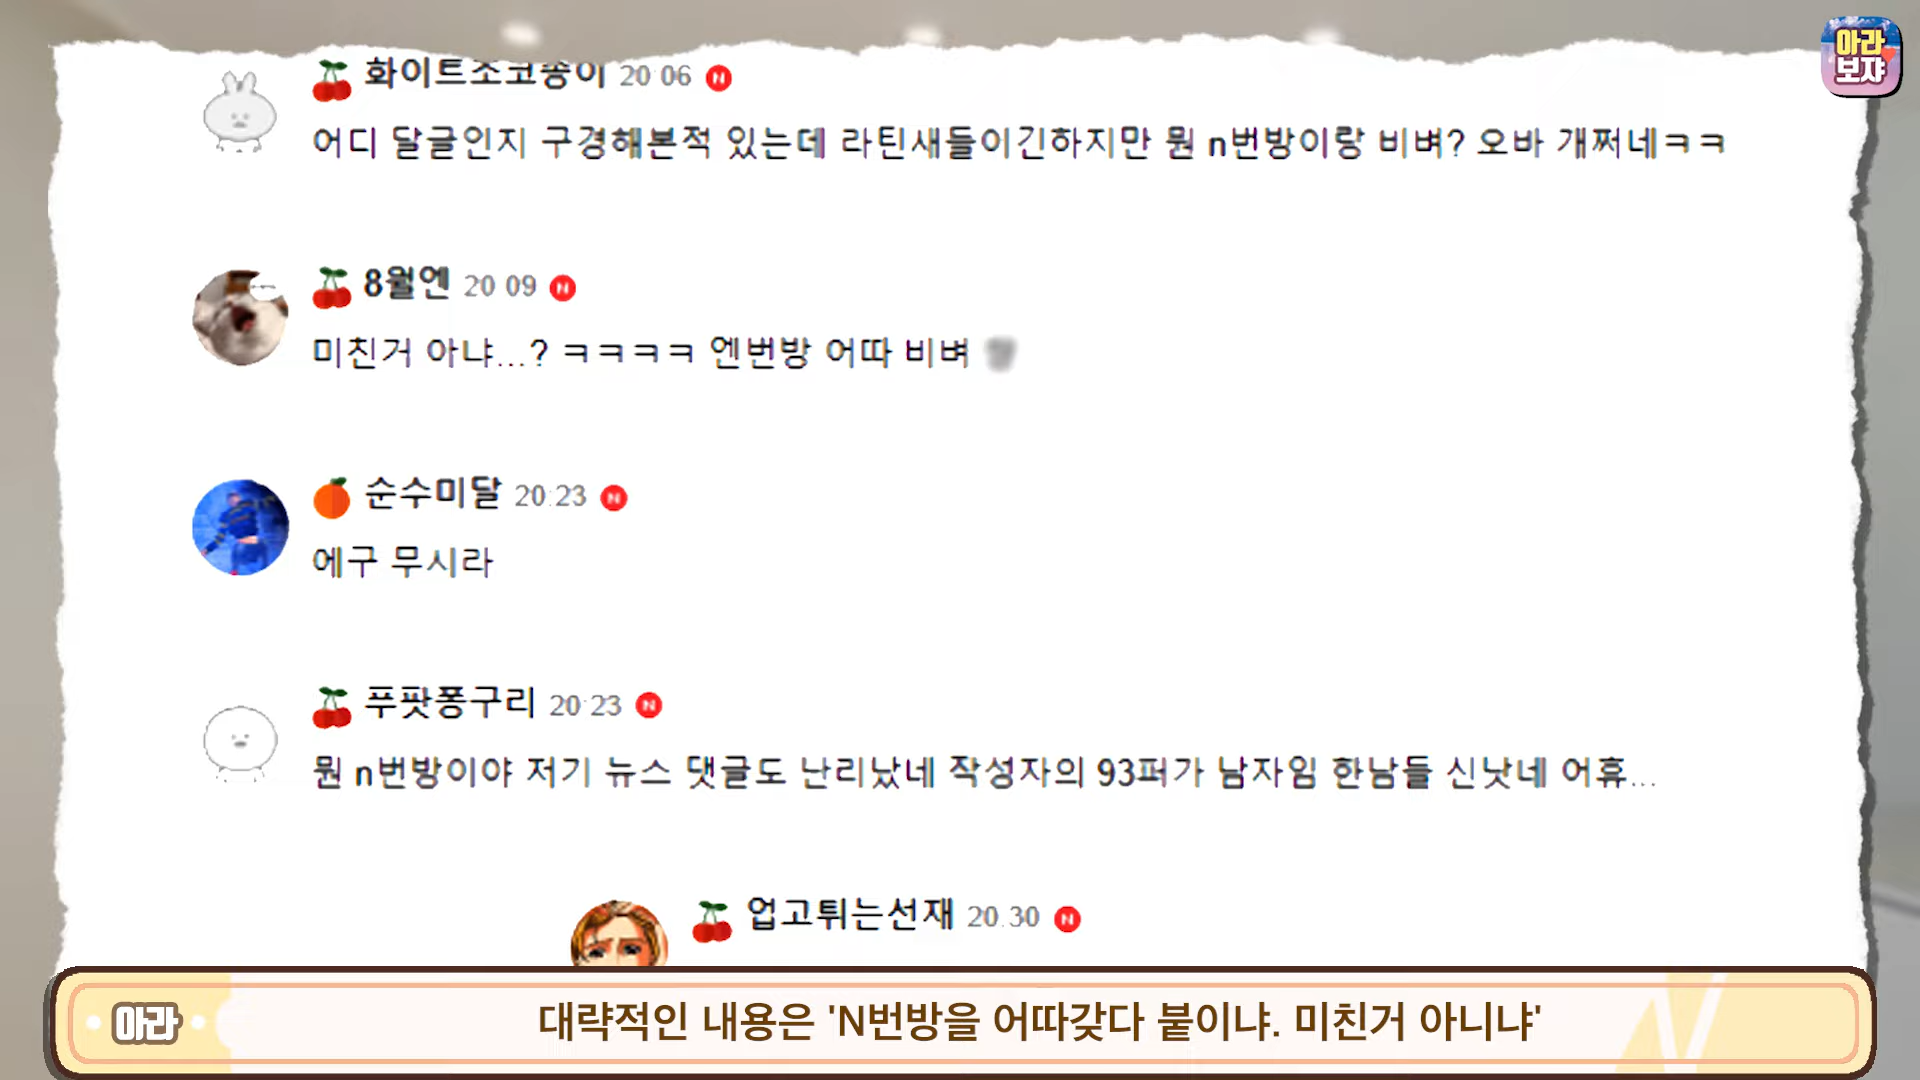 아라
보쟈
화이트초코송이 20:06 N
어디 달글인지 구경해본적 있는데 라틴새들이긴하지만 뭔 n번방이랑 비벼? 오바 개쩌네ㅋㅋ
8월엔 20:09 N
미친거 아냐...? ㅋㅋㅋㅋ 엔번방 어따 비벼
순수미달 20:23 N
에구 무시라
푸팟퐁구리 20:23 N
뭔 n번방이야 저기 뉴스 댓글도 난리났네 작성자의 93퍼가 남자임 한남들 신낫네 어휴...
업고튀는선재 20:30 N
아라
대략적인 내용은 'N번방을 어따갖다 붙이냐. 미친거 아니냐'